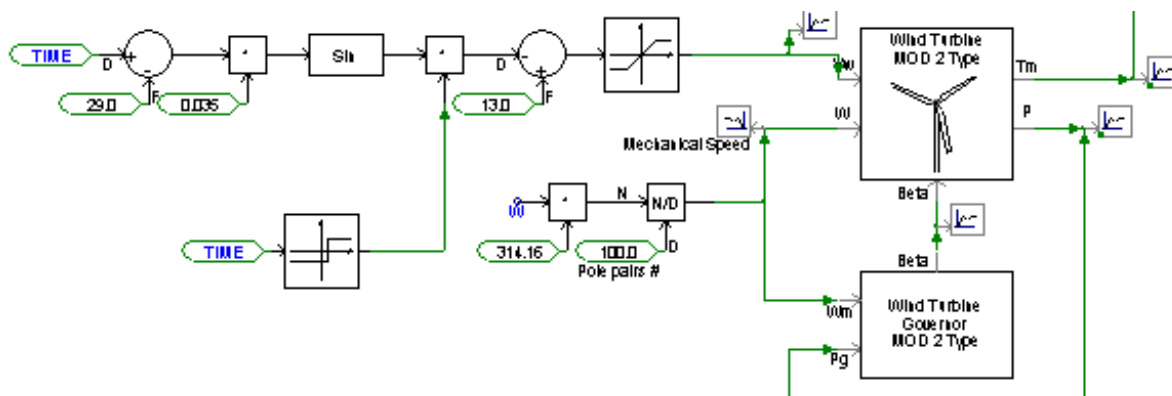 TIME
D
+
-
F
29.0
*
0.035
Sin
*
D
-
+
F
13.0
Vw
Wind Turbine
MOD 2 Type
Tm
W
P
Mechanical Speed
Beta
W
*
N
N/D
D
314.16
100.0
Pole pairs #
TIME
Beta
Wm
Wind Turbine
Governor
MOD 2 Type
Pg